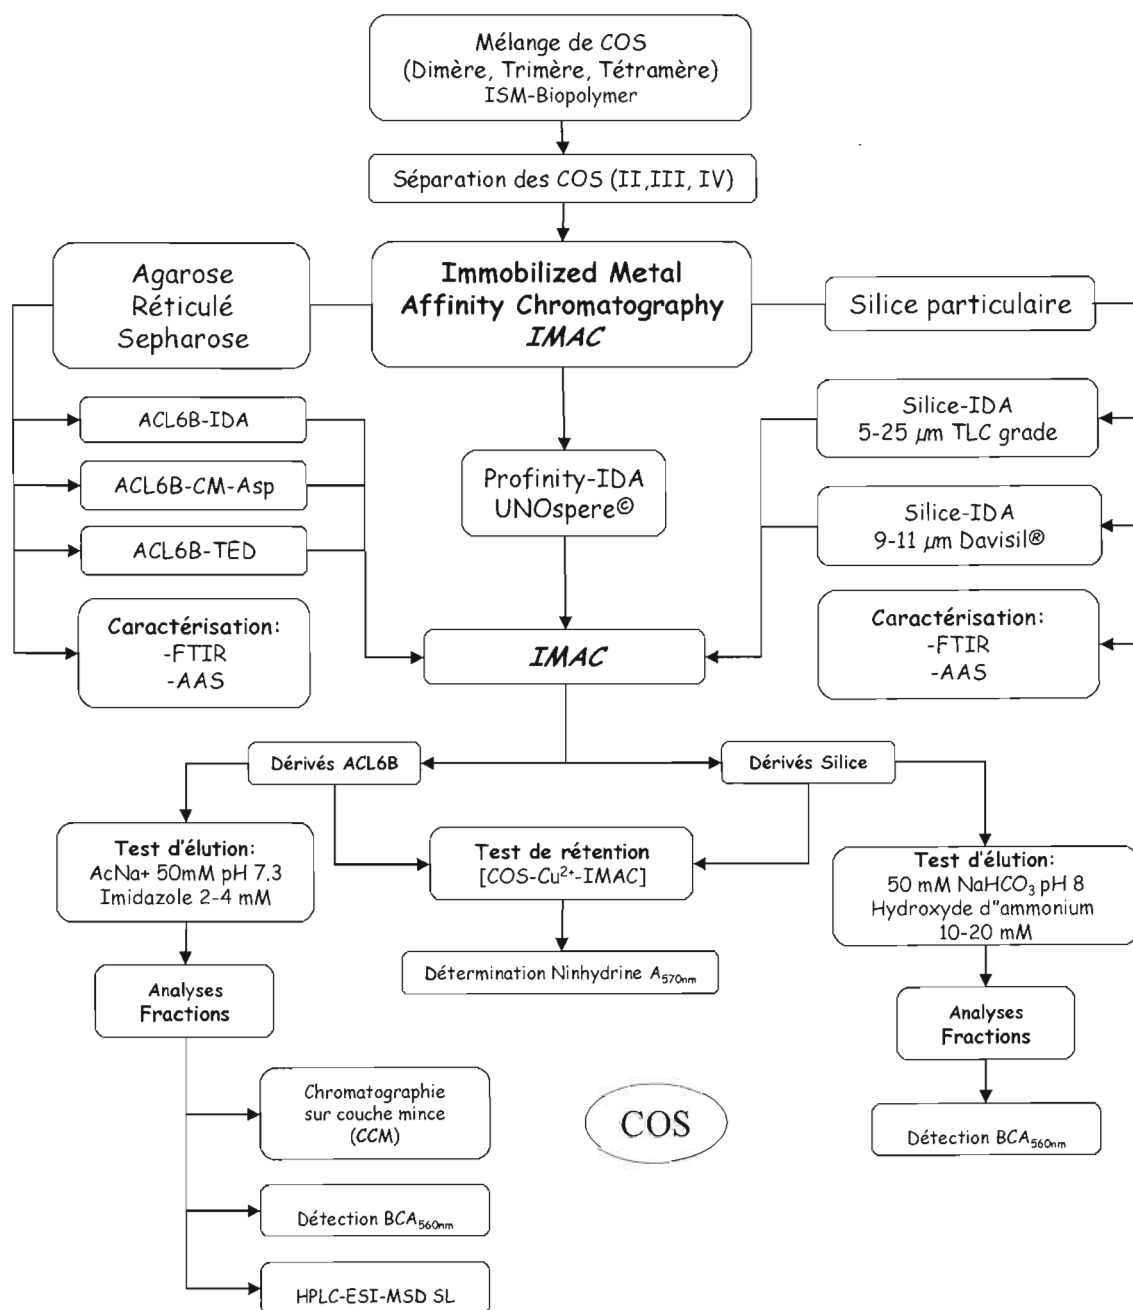 Mélange de COS
(Dimère, Trimère, Tétramère)
ISM-Biopolymer
Séparation des COS (II,III, IV)
Agarose
Réticulé
Sepharose
Immobilized Metal
Affinity Chromatography
IMAC
Silice particulaire
ACL6B-IDA
ACL6B-CM-Asp
ACL6B-TED
Caractérisation:
-FTIR
-AAS
Profinity-IDA
UNOspere©
Silice-IDA
5-25 µm TLC grade
Silice-IDA
9-11 µm Davisil®
Caractérisation:
-FTIR
-AAS
IMAC
Dérivés ACL6B
Dérivés Silice
Test d'élution:
AcNa+ 50mM pH 7.3
Imidazole 2-4 mM
Test de rétention
[COS-Cu²⁺-IMAC]
Test d'élution:
50 mM NaHCO₃ pH 8
Hydroxyde d"ammonium
10-20 mM
Détermination Ninhydrine A₅₇₀nm
Analyses
Fractions
Analyses
Fractions
Chromatographie
sur couche mince
(CCM)
COS
Détection BCA₅₆₀nm
Détection BCA₅₆₀nm
HPLC-ESI-MSD SL